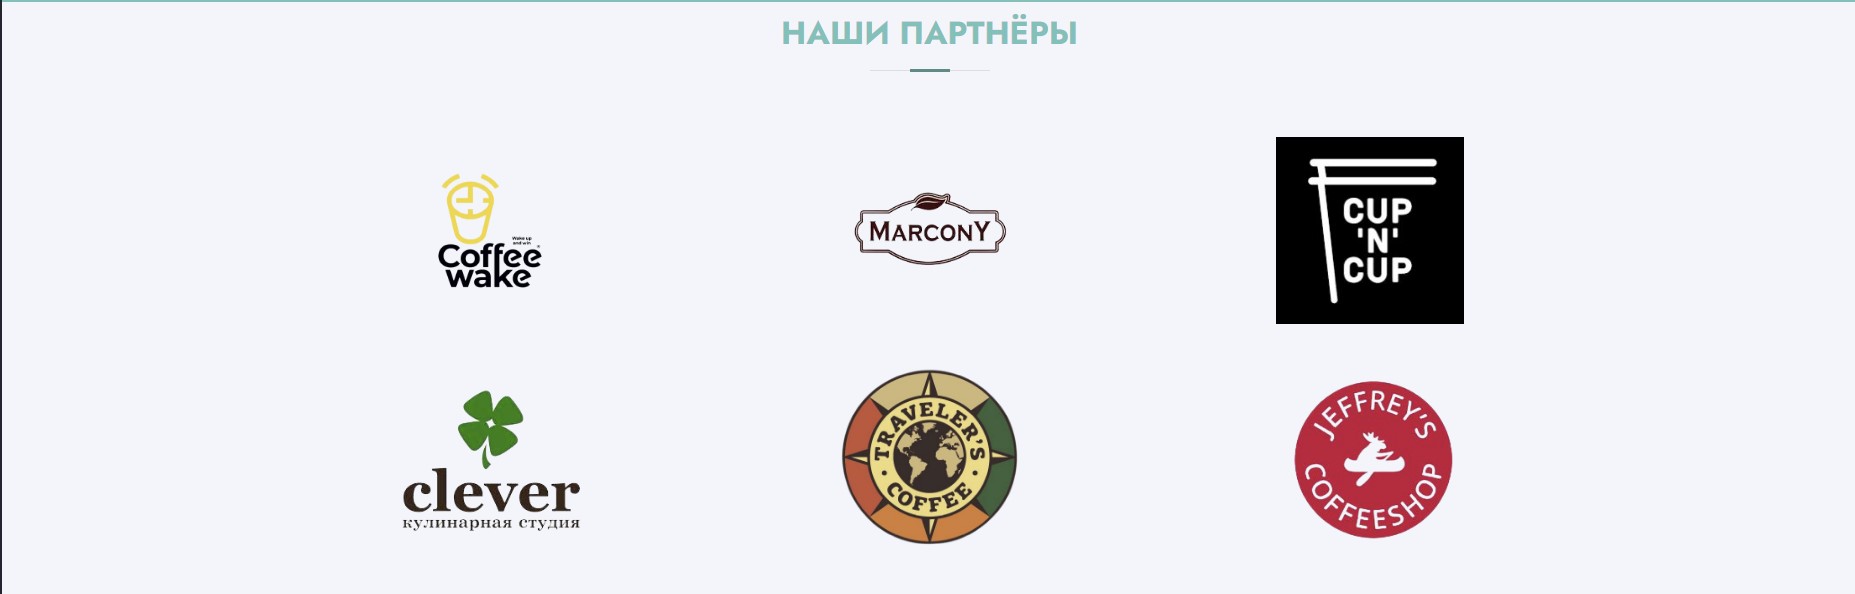 НАШИ ПАРТНЁРЫ
Wake up
and win
Coffee
wake
MARCONY
CUP
'N'
CUP
clever
кулинарная студия
TRAVELER'S
COFFEE
JEFFREY'S
COFFEESHOP